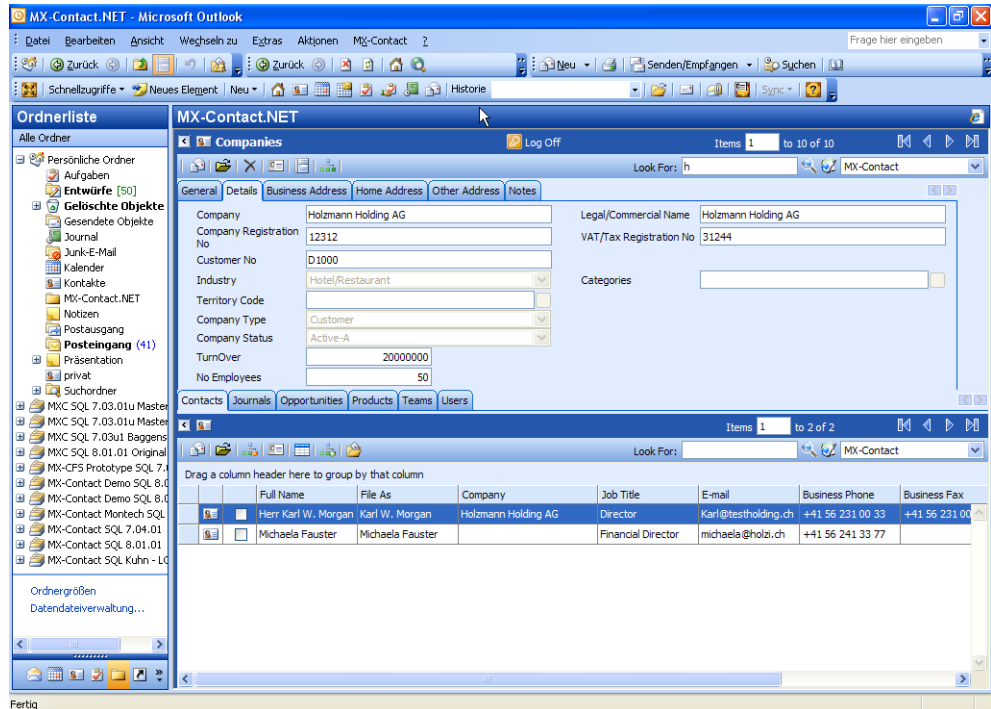 MX-Contact.NET - Microsoft Outlook
Datei Bearbeiten Ansicht Wechseln zu Extras Aktionen MX-Contact ? Frage hier eingeben
Zurück Zurück Neu Senden/Empfangen Suchen
Schnellzugriffe Neues Element Neu Historie Sync
Ordnerliste MX-Contact.NET
Alle Ordner Companies Log Off Items 1 to 10 of 10
Persönliche Ordner
Aufgaben Look For: h MX-Contact
Entwürfe [50] General Details Business Address Home Address Other Address Notes
Gelöschte Objekte
Gesendete Objekte Company Holzmann Holding AG Legal/Commercial Name Holzmann Holding AG
Journal Company Registration No 12312 VAT/Tax Registration No 31244
Junk-E-Mail Customer No D1000
Kalender
Kontakte Industry Hotel/Restaurant Categories
MX-Contact.NET Territory Code
Notizen
Postausgang Company Type Customer
Posteingang (41) Company Status Active-A
Präsentation TurnOver 20000000
privat No Employees 50
Suchordner
MXC SQL 7.03.01u Master Contacts Journals Opportunities Products Teams Users
MXC SQL 7.04.01u Master Items 1 to 2 of 2
MXC SQL 7.03u1 Baggens
MXC SQL 8.01.01 Original Look For: MX-Contact
MX-CFS Prototype SQL 7.
MX-Contact Demo SQL 8.0 Drag a column header here to group by that column
MX-Contact Demo SQL 8.0 Full Name File As Company Job Title E-mail Business Phone Business Fax
MX-Contact Montech SQL Herr Karl W. Morgan Karl W. Morgan Holzmann Holding AG Director Karl@testholding.ch +41 56 231 00 33 +41 56 231 00
MX-Contact SQL 7.04.01 Michaela Fauster Michaela Fauster Financial Director michaela@holzi.ch +41 56 241 33 77
MX-Contact SQL 8.01.01
MX-Contact SQL Kuhn - LO
Ordnergrößen
Datendateiverwaltung...
Fertig